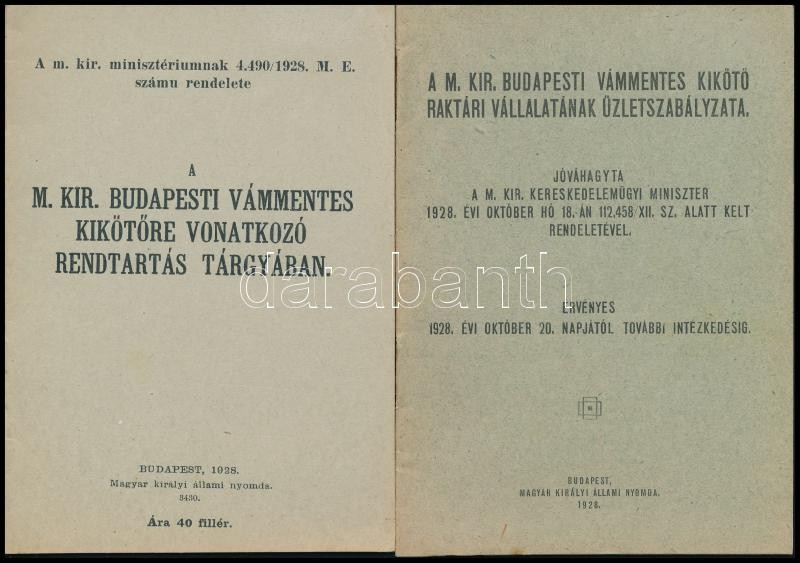 A m. kir. minisztériumnak 4.490/1928. M. E.
számu rendelete
A
M. KIR. BUDAPESTI VÁMMENTES
KIKÖTŐRE VONATKOZÓ
RENDTARTÁS TÁRGYÁBAN.
BUDAPEST, 1928.
Magyar királyi állami nyomda.
3430.
Ára 40 fillér.
A M. KIR. BUDAPESTI VÁMMENTES KIKÖTŐ
RAKTÁRI VÁLLALATÁNAK ÜZLETSZABÁLYZATA.
JÓVÁHAGYTA
A M. KIR. KERESKEDELEMÜGYI MINISZTER
1928. ÉVI OKTÓBER HÓ 18.-ÁN 112,458/XII. SZ. ALATT KELT
RENDELETÉVEL.
ÉRVÉNYES
1928. ÉVI OKTÓBER 20. NAPJÁTÓL TOVÁBBI INTÉZKEDÉSIG.
BUDAPEST,
MAGYAR KIRÁLYI ÁLLAMI NYOMDA.
1928.
darabanth